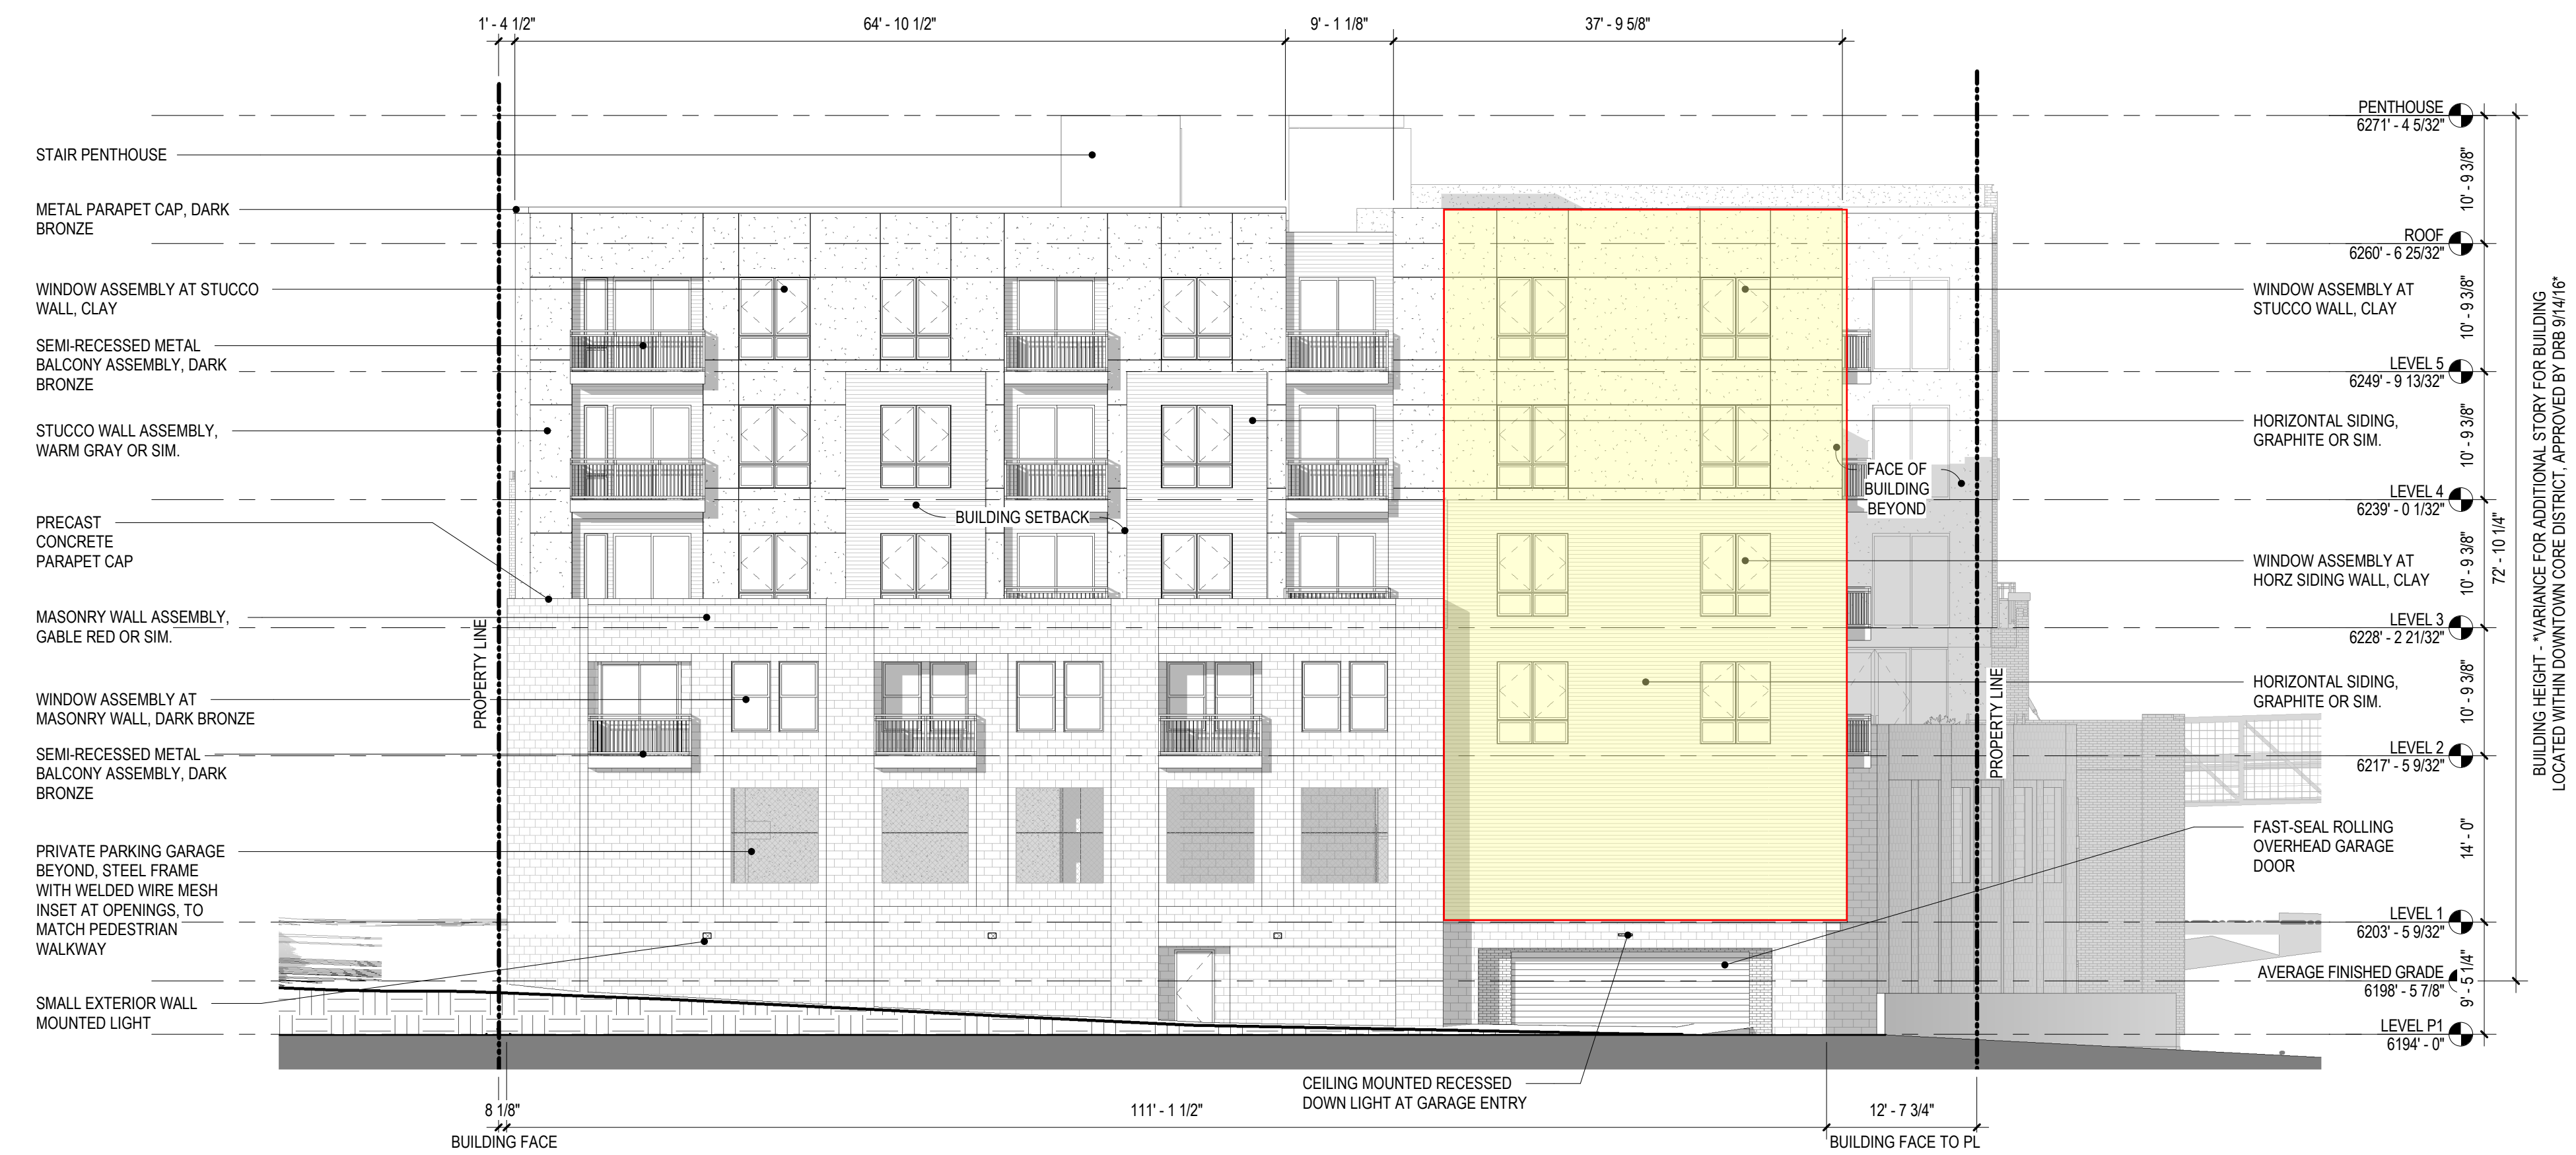 1' - 4 1/2"
64' - 10 1/2"
9' - 1 1/8"
37' - 9 5/8"
STAIR PENTHOUSE
METAL PARAPET CAP, DARK
BRONZE
WINDOW ASSEMBLY AT STUCCO
WALL, CLAY
SEMI-RECESSED METAL
BALCONY ASSEMBLY, DARK
BRONZE
STUCCO WALL ASSEMBLY,
WARM GRAY OR SIM.
PRECAST
CONCRETE
PARAPET CAP
MASONRY WALL ASSEMBLY,
GABLE RED OR SIM.
WINDOW ASSEMBLY AT
MASONRY WALL, DARK BRONZE
SEMI-RECESSED METAL
BALCONY ASSEMBLY, DARK
BRONZE
PRIVATE PARKING GARAGE
BEYOND, STEEL FRAME
WITH WELDED WIRE MESH
INSET AT OPENINGS, TO
MATCH PEDESTRIAN
WALKWAY
SMALL EXTERIOR WALL
MOUNTED LIGHT
PROPERTY LINE
BUILDING SETBACK
FACE OF
BUILDING
BEYOND
PROPERTY LINE
WINDOW ASSEMBLY AT
STUCCO WALL, CLAY
HORIZONTAL SIDING,
GRAPHITE OR SIM.
WINDOW ASSEMBLY AT
HORZ SIDING WALL, CLAY
HORIZONTAL SIDING,
GRAPHITE OR SIM.
FAST-SEAL ROLLING
OVERHEAD GARAGE
DOOR
PENTHOUSE
6271' - 4 5/32"
ROOF
6260' - 6 25/32"
LEVEL 5
6249' - 9 13/32"
LEVEL 4
6239' - 0 1/32"
LEVEL 3
6228' - 2 21/32"
LEVEL 2
6217' - 5 9/32"
LEVEL 1
6203' - 5 9/32"
AVERAGE FINISHED GRADE
6198' - 5 7/8"
LEVEL P1
6194' - 0"
10' - 9 3/8"
10' - 9 3/8"
10' - 9 3/8"
10' - 9 3/8"
10' - 9 3/8"
14' - 0"
9' - 5 1/4"
72' - 10 1/4"
BUILDING HEIGHT - *VARIANCE FOR ADDITIONAL STORY FOR BUILDING
LOCATED WITHIN DOWNTOWN CORE DISTRICT, APPROVED BY DRB 9/14/16*
CEILING MOUNTED RECESSED
DOWN LIGHT AT GARAGE ENTRY
8 1/8"
111' - 1 1/2"
12' - 7 3/4"
BUILDING FACE
BUILDING FACE TO PL